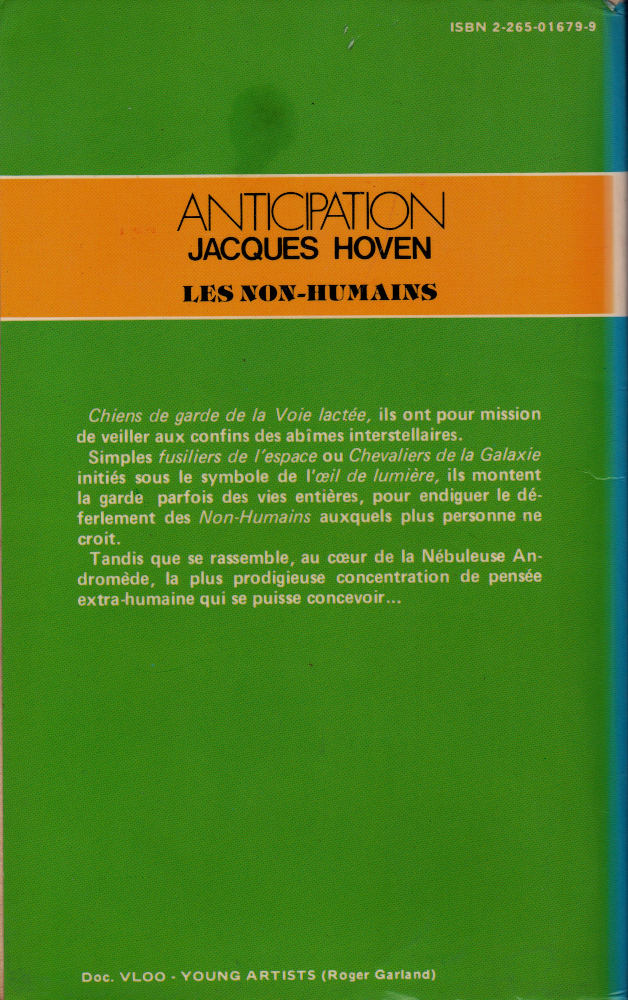 ISBN 2-265-01679-9
ANTICIPATION
JACQUES HOVEN
LES NON-HUMAINS
Chiens de garde de la Voie lactée, ils ont pour mission
de veiller aux confins des abîmes interstellaires.
Simples fusiliers de l'espace ou Chevaliers de la Galaxie
initiés sous le symbole de l'œil de lumière, ils montent
la garde parfois des vies entières, pour endiguer le dé-
ferlement des Non-Humains auxquels plus personne ne
croit.
Tandis que se rassemble, au cœur de la Nébuleuse An-
dromède, la plus prodigieuse concentration de pensée
extra-humaine qui se puisse concevoir...
Doc. VLOO - YOUNG ARTISTS (Roger Garland)